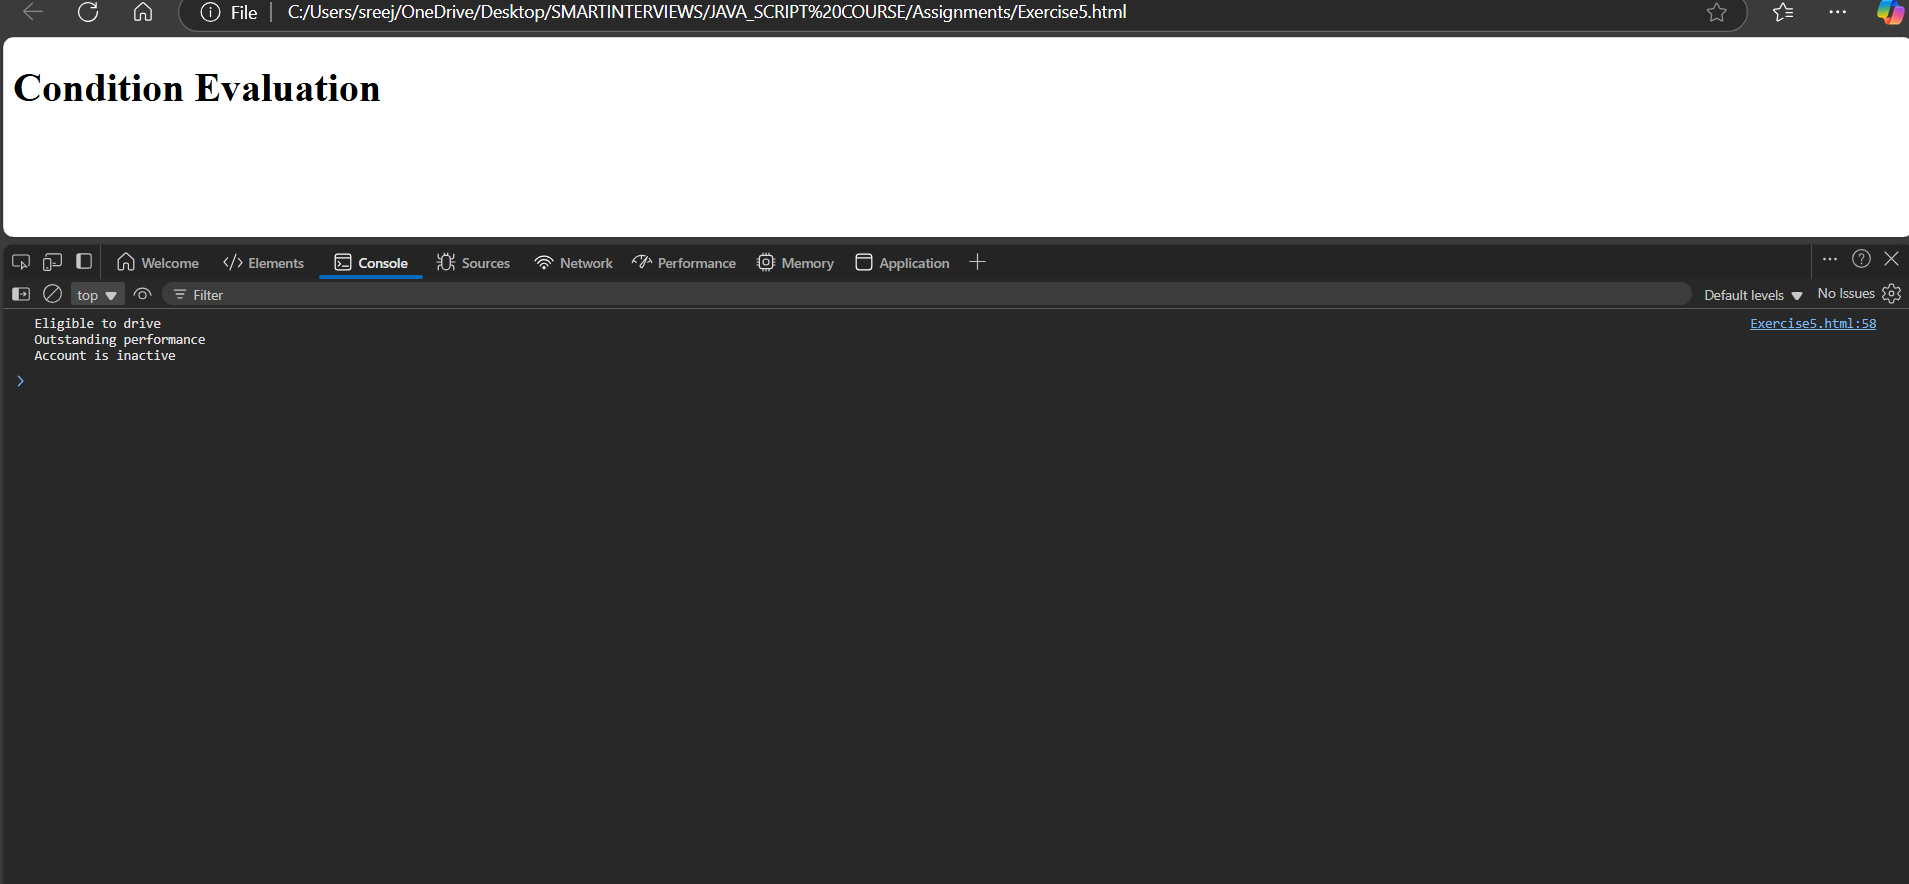 File C:/Users/sreej/OneDrive/Desktop/SMARTINTERVIEWS/JAVA_SCRIPT%20COURSE/Assignments/Exercise5.html
Condition Evaluation
Welcome Elements Console Sources Network Performance Memory Application
top Filter Default levels No Issues
Eligible to drive Exercise5.html:58
Outstanding performance
Account is inactive